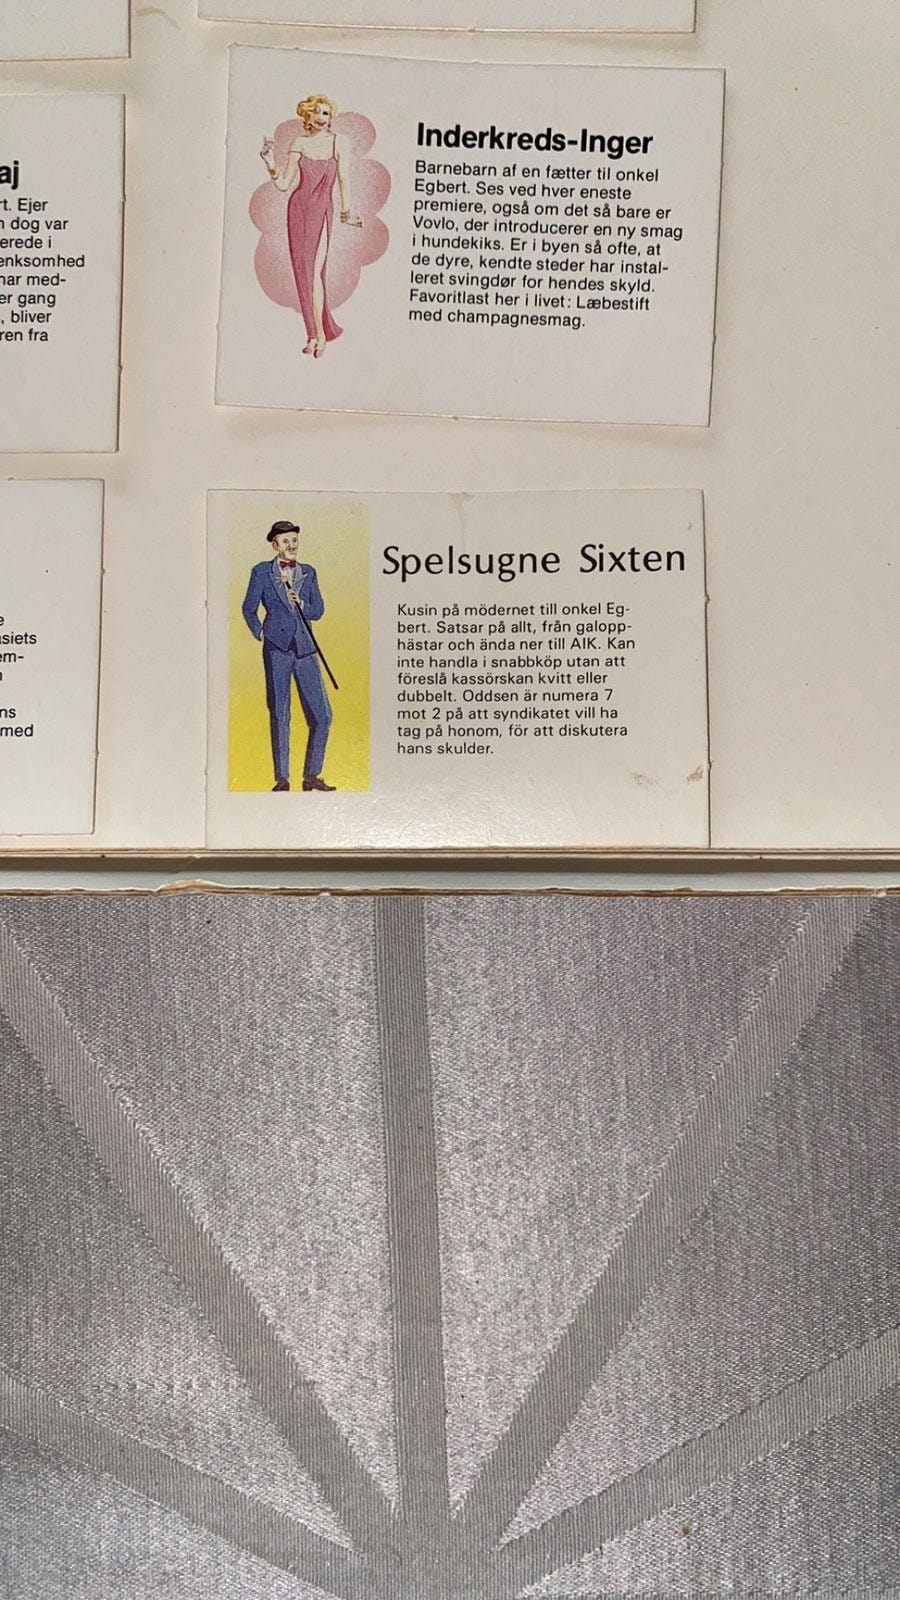 aj
t. Ejer
dog var
erede i
enksomhed
har med-
er gang
, bliver
ren fra
Inderkreds-Inger
Barnebarn af en fætter til onkel
Egbert. Ses ved hver eneste
premiere, også om det så bare er
Vovlo, der introducerer en ny smag
i hundekiks. Er i byen så ofte, at
de dyre, kendte steder har instal-
leret svingdør for hendes skyld.
Favoritlast her i livet: Læbestift
med champagnesmag.
e
siets
em-
ns
med
Spelsugne Sixten
Kusin på mödernet till onkel Eg-
bert. Satsar på allt, från galopp-
hästar och ända ner till AIK. Kan
inte handla i snabbköp utan att
föreslå kassörskan kvitt eller
dubbelt. Oddsen är numera 7
mot 2 på att syndikatet vill ha
tag på honom, för att diskutera
hans skulder.